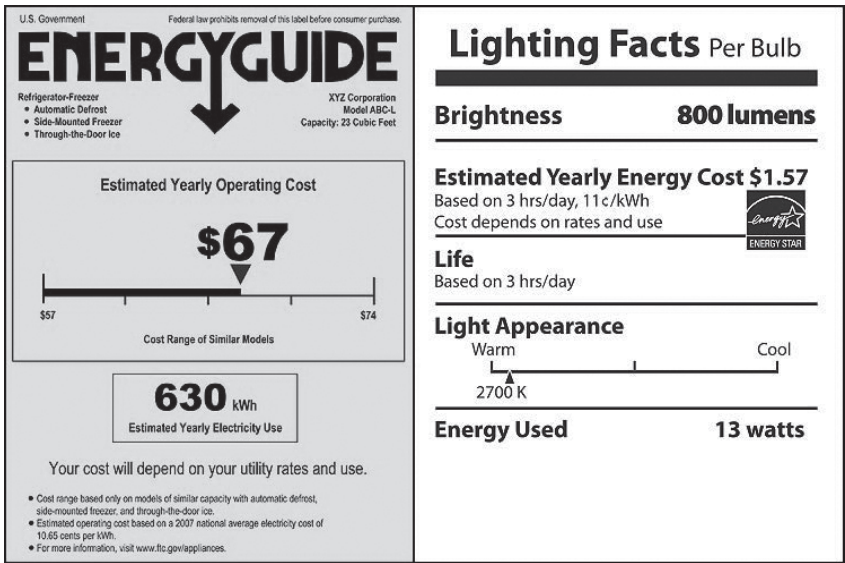 U.S. Government Federal law prohibits removal of this label before consumer purchase.
ENERGYGUIDE
Refrigerator-Freezer
• Automatic Defrost
• Side-Mounted Freezer
• Through-the-Door Ice
XYZ Corporation
Model ABC-L
Capacity: 23 Cubic Feet
Estimated Yearly Operating Cost
$67
$57 $74
Cost Range of Similar Models
630 kWh
Estimated Yearly Electricity Use
Your cost will depend on your utility rates and use.
• Cost range based only on models of similar capacity with automatic defrost,
side-mounted freezer, and through-the-door ice.
• Estimated operating cost based on a 2007 national average electricity cost of
10.65 cents per kWh.
• For more information, visit www.ftc.gov/appliances.
Lighting Facts Per Bulb
Brightness 800 lumens
Estimated Yearly Energy Cost $1.57
Based on 3 hrs/day, 11¢/kWh
Cost depends on rates and use
energy
ENERGY STAR
Life
Based on 3 hrs/day
Light Appearance
Warm Cool
2700 K
Energy Used 13 watts